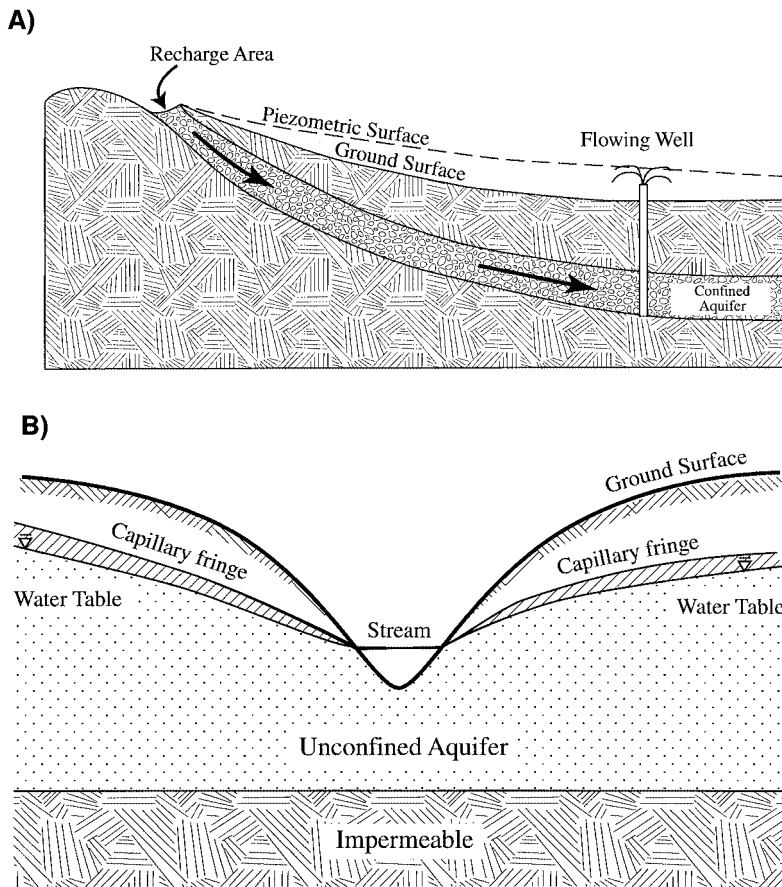 A)
Recharge Area
Piezometric Surface
Ground Surface
Flowing Well
Confined
Aquifer
B)
Ground Surface
Capillary fringe
Capillary fringe
Water Table
Stream
Water Table
Unconfined Aquifer
Impermeable